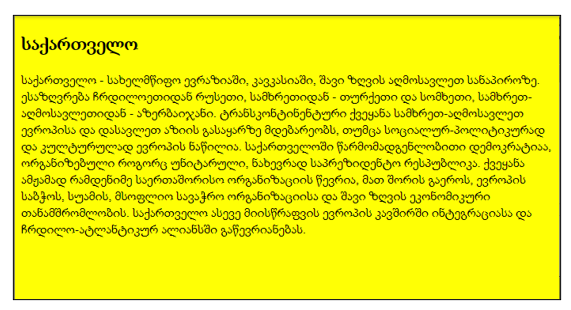 საქართველო
საქართველო - სახელმწიფო ევრაზიაში, კავკასიაში, შავი ზღვის აღმოსავლეთ სანაპიროზე.
ესაზღვრება ჩრდილოეთიდან რუსეთი, სამხრეთიდან - თურქეთი და სომხეთი, სამხრეთ-
აღმოსავლეთიდან - აზერბაიჯანი. ტრანსკონტინენტური ქვეყანა სამხრეთ-აღმოსავლეთ
ევროპისა და დასავლეთ აზიის გასაყარზე მდებარეობს, თუმცა სოციალურ-პოლიტიკურად
და კულტურულად ევროპის ნაწილია. საქართველოში წარმომადგენლობითი დემოკრატიაა,
ორგანიზებული როგორც უნიტარული, ნახევრად საპრეზიდენტო რესპუბლიკა. ქვეყანა
ამჟამად რამდენიმე საერთაშორისო ორგანიზაციის წევრია, მათ შორის გაეროს, ევროპის
საბჭოს, სუამის, მსოფლიო სავაჭრო ორგანიზაციისა და შავი ზღვის ეკონომიკური
თანამშრომლობის. საქართველო ასევე მიისწრაფვის ევროპის კავშირში ინტეგრაციასა და
ჩრდილო-ატლანტიკურ ალიანსში გაწევრიანებას.